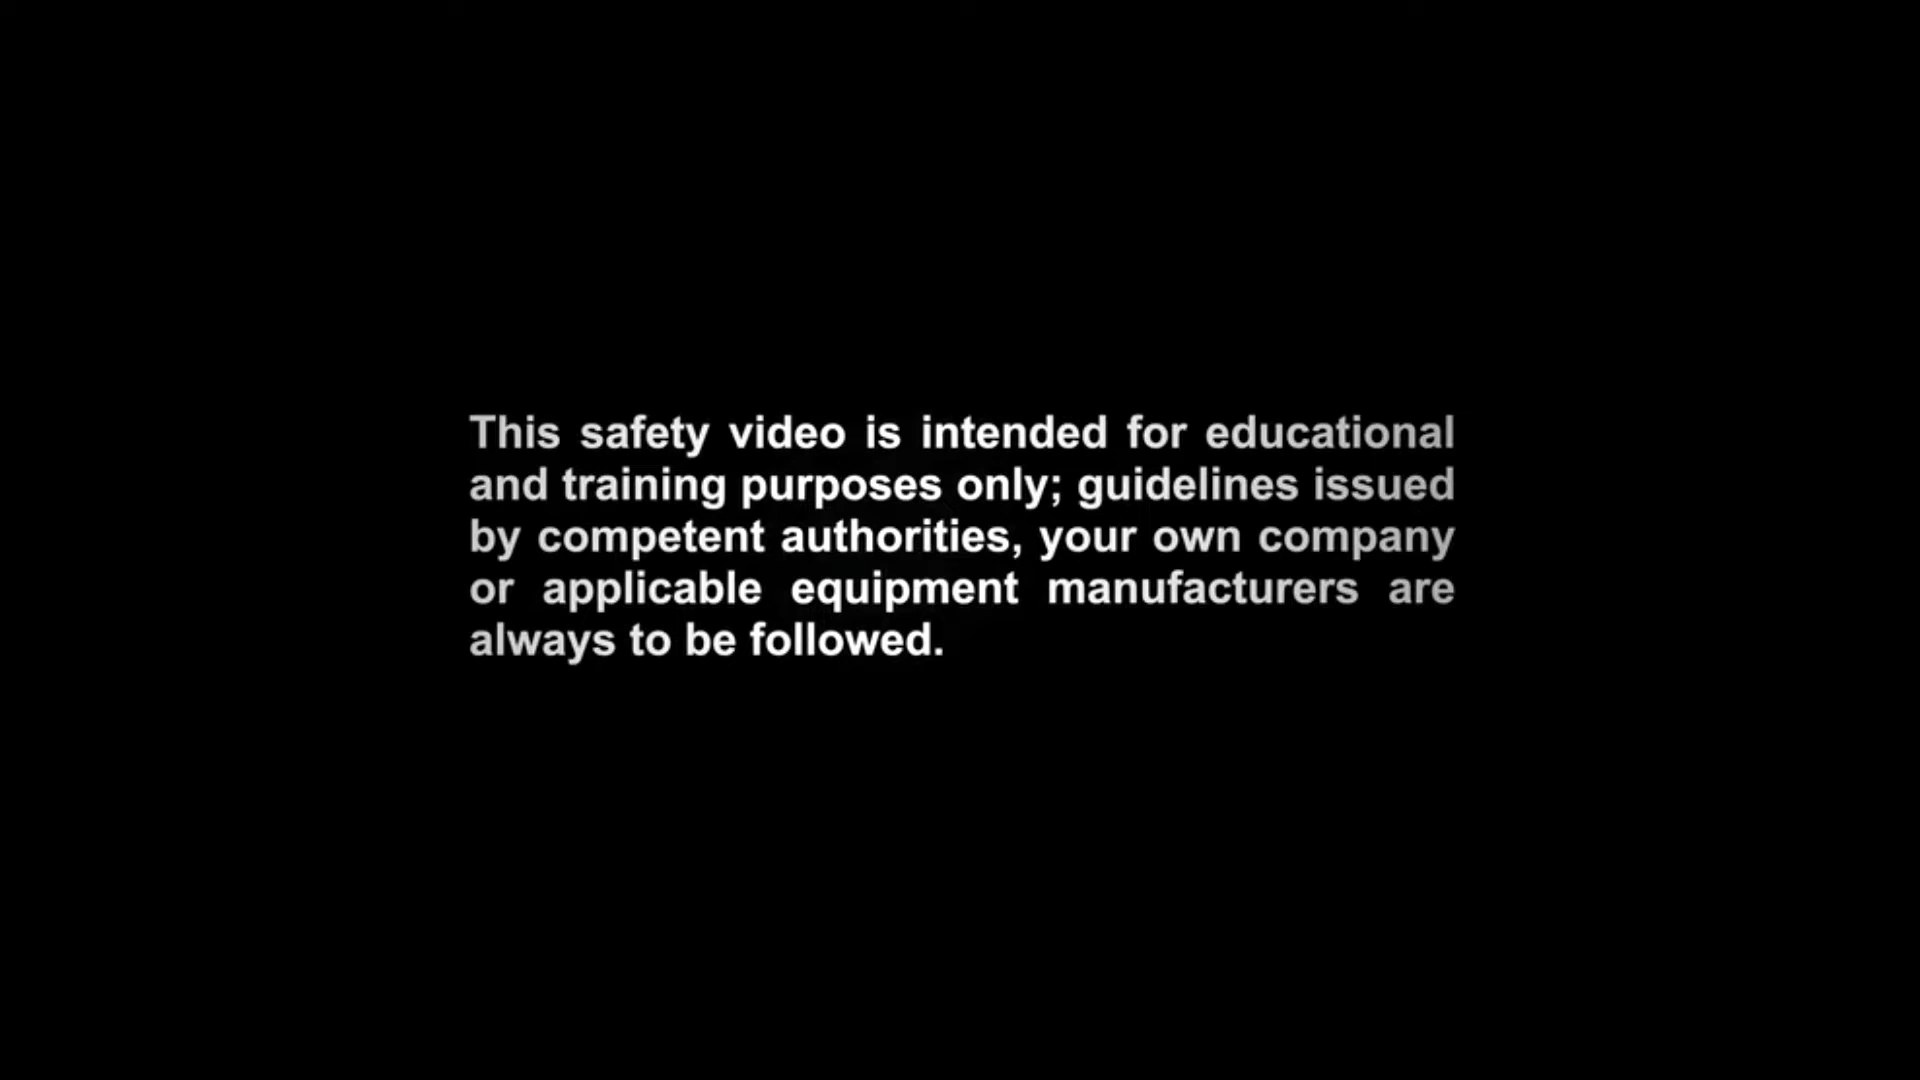 This safety video is intended for educational
and training purposes only; guidelines issued
by competent authorities, your own company
or applicable equipment manufacturers are
always to be followed.